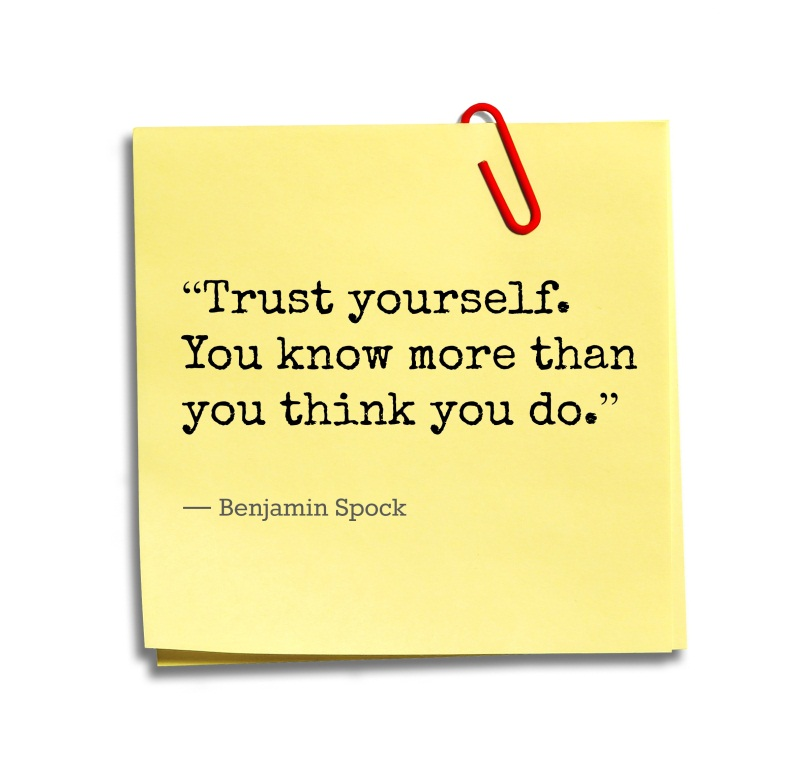 “Trust yourself.
You know more than
you think you do.”
— Benjamin Spock